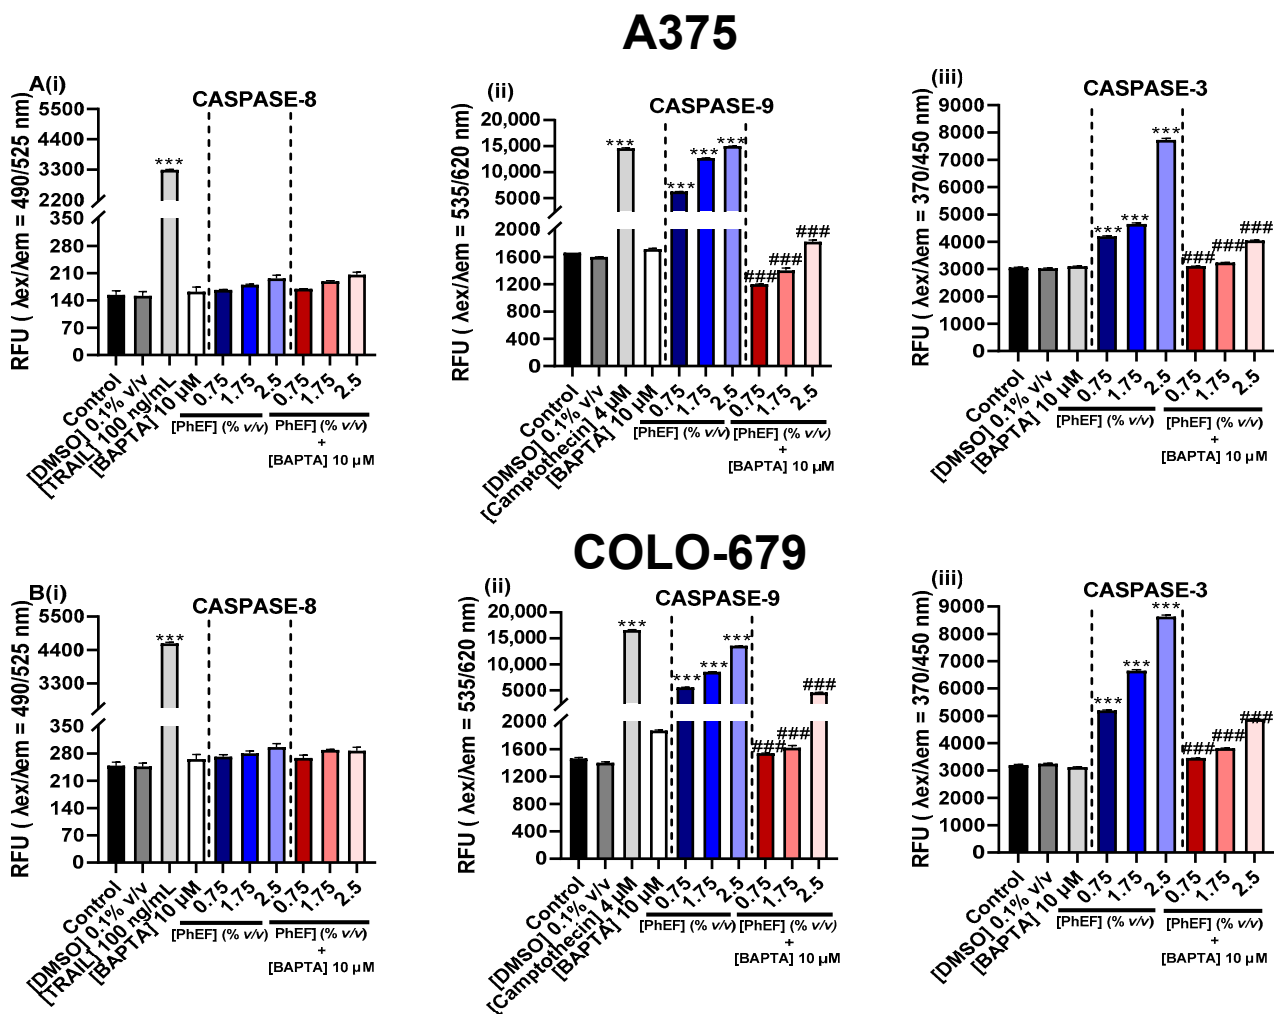 A375
A(i)
CASPASE-8
RFU ( λex/λem = 490/525 nm)
5500
4400
3300
2200
350
280
210
140
70
0
***
Control
[DMSO] 0.1% v/v
[TRAIL] 100 ng/mL
[BAPTA] 10 µM
0.75
1.75
2.5
0.75
1.75
2.5
[PhEF] (% v/v)
PhEF] (% v/v)
+
[BAPTA] 10 µM
(ii)
CASPASE-9
RFU ( λex/λem = 535/620 nm)
20,000
15,000
10,000
5000
2000
1600
1200
800
400
0
***
***
***
***
###
###
###
Control
[DMSO] 0.1% v/v
[Camptothecin] 4 µM
[BAPTA] 10 µM
0.75
1.75
2.5
0.75
1.75
2.5
[PhEF] (% v/v)
[PhEF] (% v/v)
+
[BAPTA] 10 µM
(iii)
CASPASE-3
RFU ( λex/λem = 370/450 nm)
9000
8000
7000
6000
5000
4000
3000
2000
1000
0
***
***
***
###
###
###
Control
[DMSO] 0.1% v/v
[BAPTA] 10 µM
0.75
1.75
2.5
0.75
1.75
2.5
[PhEF] (% v/v)
[PhEF] (% v/v)
+
[BAPTA] 10 µM
COLO-679
B(i)
CASPASE-8
RFU ( λex/λem = 490/525 nm)
5500
4400
3300
350
280
210
140
70
0
***
Control
[DMSO] 0.1% v/v
[TRAIL] 100 ng/mL
[BAPTA] 10 µM
0.75
1.75
2.5
0.75
1.75
2.5
[PhEF] (% v/v)
PhEF] (% v/v)
+
[BAPTA] 10 µM
(ii)
CASPASE-9
RFU ( λex/λem = 535/620 nm)
20,000
15,000
10,000
5000
2000
1600
1200
800
400
0
***
***
***
***
###
###
###
Control
[DMSO] 0.1% v/v
[Camptothecin] 4 µM
[BAPTA] 10 µM
0.75
1.75
2.5
0.75
1.75
2.5
[PhEF] (% v/v)
[PhEF] (% v/v)
+
[BAPTA] 10 µM
(iii)
CASPASE-3
RFU ( λex/λem = 370/450 nm)
9000
8000
7000
6000
5000
4000
3000
2000
1000
0
***
***
***
###
###
###
Control
[DMSO] 0.1% v/v
[BAPTA] 10 µM
0.75
1.75
2.5
0.75
1.75
2.5
[PhEF] (% v/v)
[PhEF] (% v/v)
+
[BAPTA] 10 µM